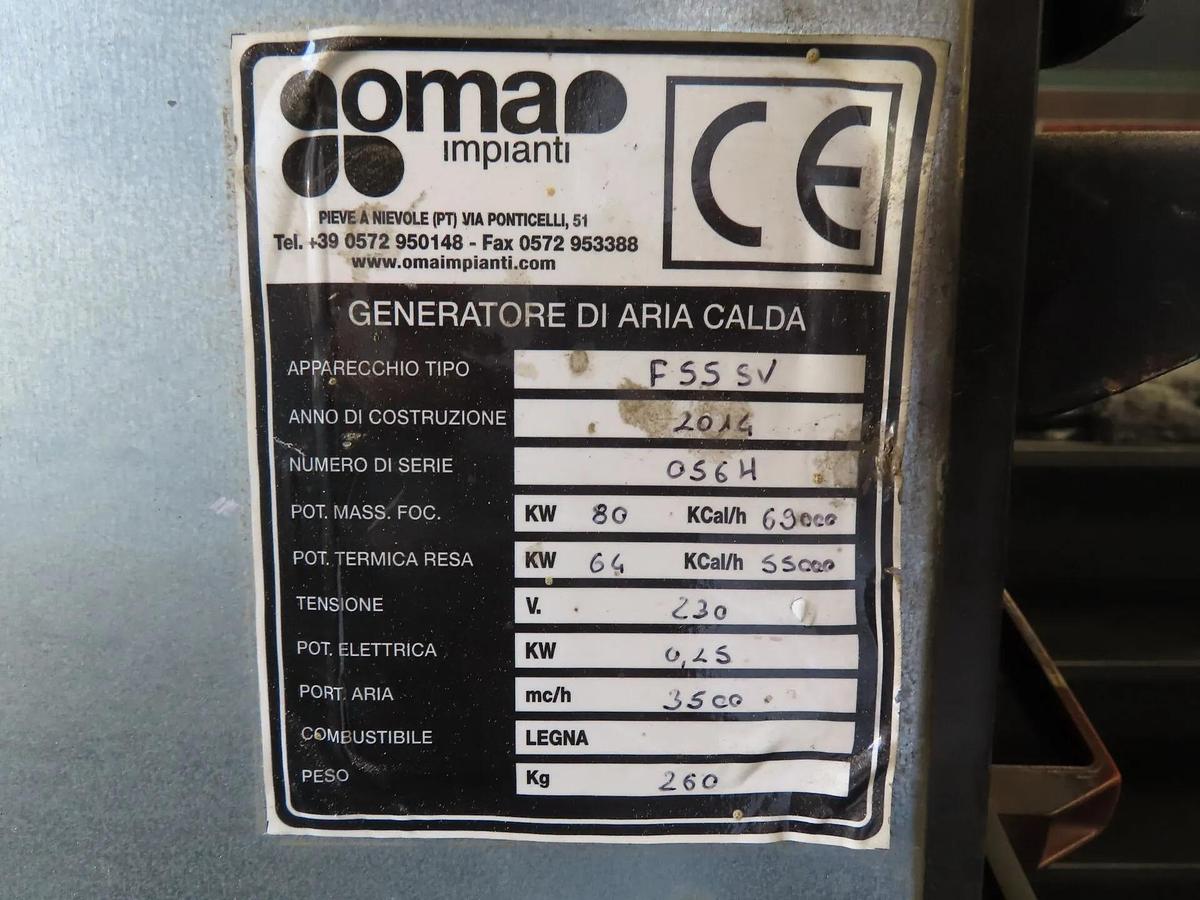 oma
impianti
CE
PIEVE A NIEVOLE (PT) VIA PONTICELLI, 51
Tel. +39 0572 950148 - Fax 0572 953388
www.omaimpianti.com
GENERATORE DI ARIA CALDA
APPARECCHIO TIPO F 55 SV
ANNO DI COSTRUZIONE 2014
NUMERO DI SERIE 056H
POT. MASS. FOC. KW 80 KCal/h 69000
POT. TERMICA RESA KW 64 KCal/h 55000
TENSIONE V. 230
POT. ELETTRICA KW 0,25
PORT. ARIA mc/h 3500
COMBUSTIBILE LEGNA
PESO Kg 260